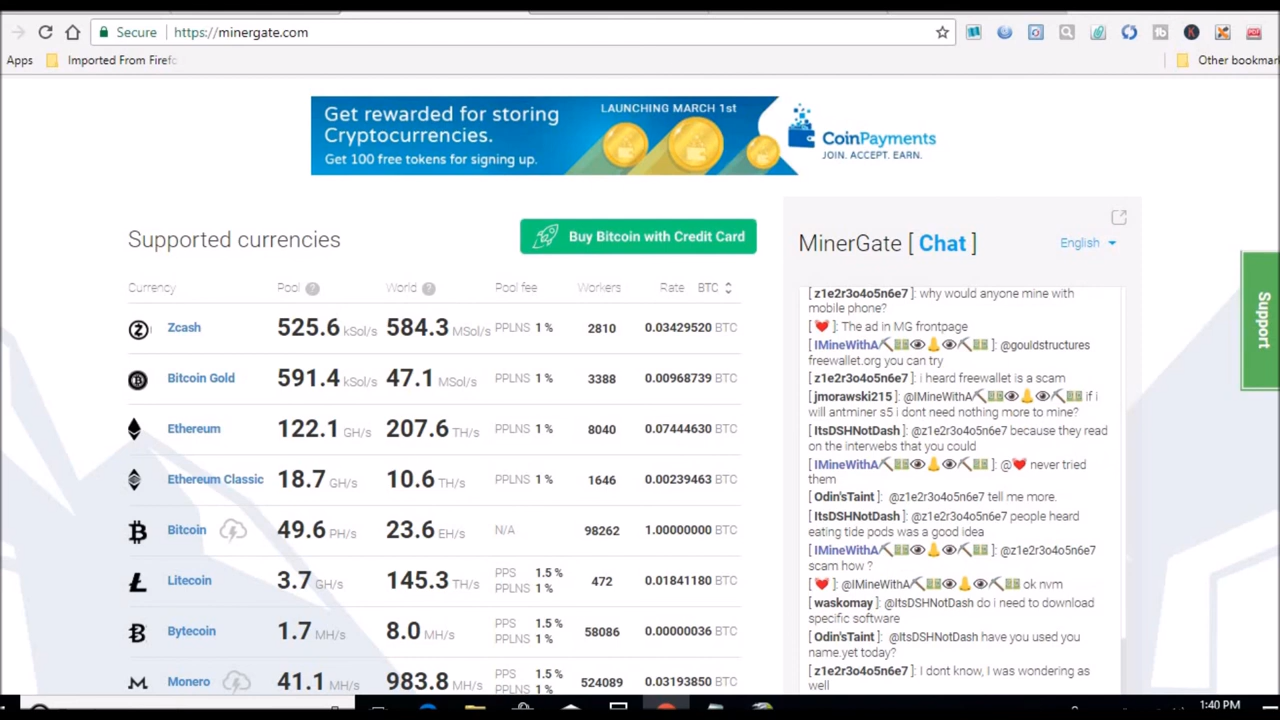 Secure https://minergate.com
Apps Imported From Firefo
Other bookmar
Get rewarded for storing
Cryptocurrencies.
Get 100 free tokens for signing up.
LAUNCHING MARCH 1st
CoinPayments
JOIN. ACCEPT. EARN.
Supported currencies
Buy Bitcoin with Credit Card
Currency Pool ? World ? Pool fee Workers Rate BTC
Zcash 525.6 kSol/s 584.3 MSol/s PPLNS 1 % 2810 0.03429520 BTC
Bitcoin Gold 591.4 kSol/s 47.1 MSol/s PPLNS 1 % 3388 0.00968739 BTC
Ethereum 122.1 GH/s 207.6 TH/s PPLNS 1 % 8040 0.07444630 BTC
Ethereum Classic 18.7 GH/s 10.6 TH/s PPLNS 1 % 1646 0.00239463 BTC
Bitcoin 49.6 PH/s 23.6 EH/s N/A 98262 1.00000000 BTC
Litecoin 3.7 GH/s 145.3 TH/s PPS 1.5 % PPLNS 1 % 472 0.01841180 BTC
Bytecoin 1.7 MH/s 8.0 MH/s PPS 1.5 % PPLNS 1 % 58086 0.00000036 BTC
Monero 41.1 MH/s 983.8 MH/s PPS 1.5 % PPLNS 1 % 524089 0.03193850 BTC
MinerGate [ Chat ]
English
[ z1e2r3o4o5n6e7 ]: why would anyone mine with
mobile phone?
[ 💓 ]: The ad in MG frontpage
[ IMineWithA⛏💵👁🔔👁⛏💵 ]: @gouldstructures
freewallet.org you can try
[ z1e2r3o4o5n6e7 ]: i heard freewallet is a scam
[ jmorawski215 ]: @IMineWithA⛏💵👁🔔👁⛏💵 if i
will antminer s5 i dont need nothing more to mine?
[ ItsDSHNotDash ]: @z1e2r3o4o5n6e7 because they read
on the interwebs that you could
[ IMineWithA⛏💵👁🔔👁⛏💵 ]: @💓 never tried
them
[ Odin'sTaint ]: @z1e2r3o4o5n6e7 tell me more.
[ ItsDSHNotDash ]: @z1e2r3o4o5n6e7 people heard
eating tide pods was a good idea
[ IMineWithA⛏💵👁🔔👁⛏💵 ]: @z1e2r3o4o5n6e7
scam how ?
[ 💓 ]: @IMineWithA⛏💵👁🔔👁⛏💵 ok nvm
[ waskomay ]: @ItsDSHNotDash do i need to download
specific software
[ Odin'sTaint ]: @ItsDSHNotDash have you used you
name.yet today?
[ z1e2r3o4o5n6e7 ]: I dont know, I was wondering as
well
Support
1:40 PM